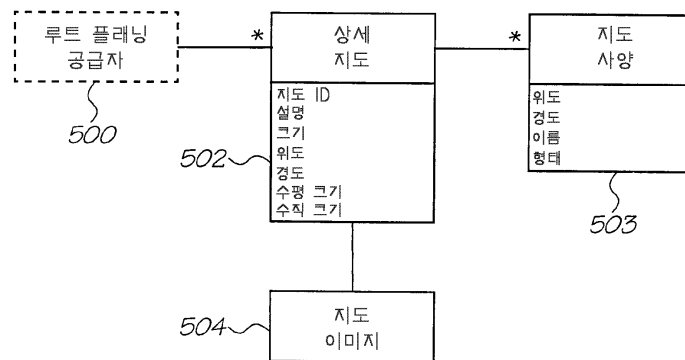 루트 플래닝
공급자
500
*
상세
지도
지도 ID
설명
크기
위도
경도
수평 크기
수직 크기
502
*
지도
사양
위도
경도
이름
형태
503
지도
이미지
504